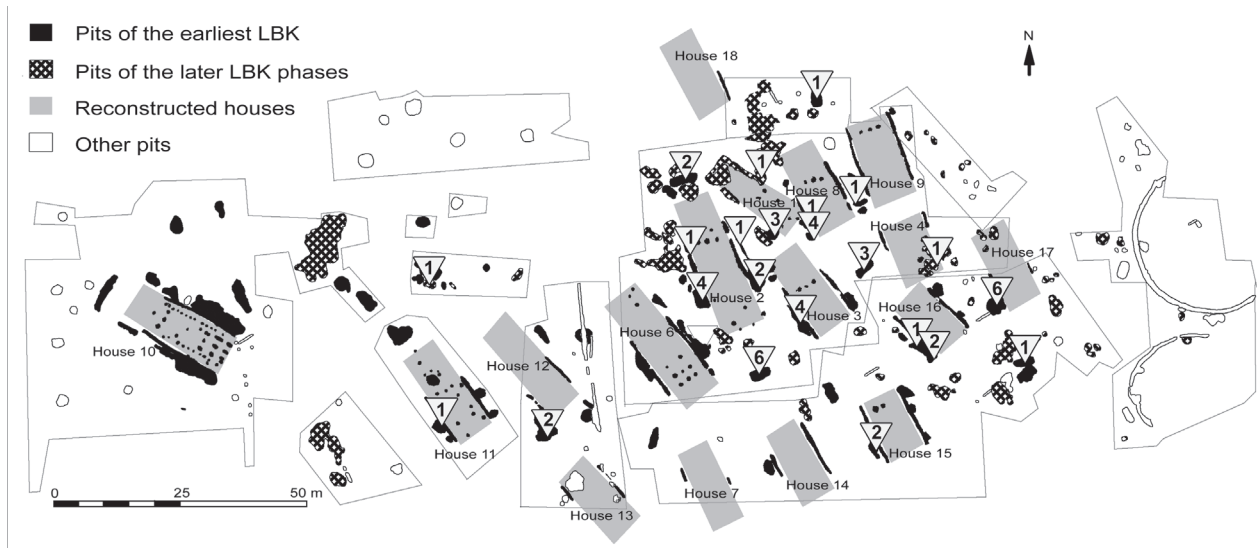 Pits of the earliest LBK
Pits of the later LBK phases
Reconstructed houses
Other pits
N
House 18
1
2
1
House 8
1
House 9
House 1
1
3
4
1
1
House 4
1
3
House 17
1
2
4
House 2
6
4
House 3
House 16
House 6
1
2
1
6
House 10
House 12
1
2
House 11
2
House 15
House 7
House 14
House 13
0
25
50 m